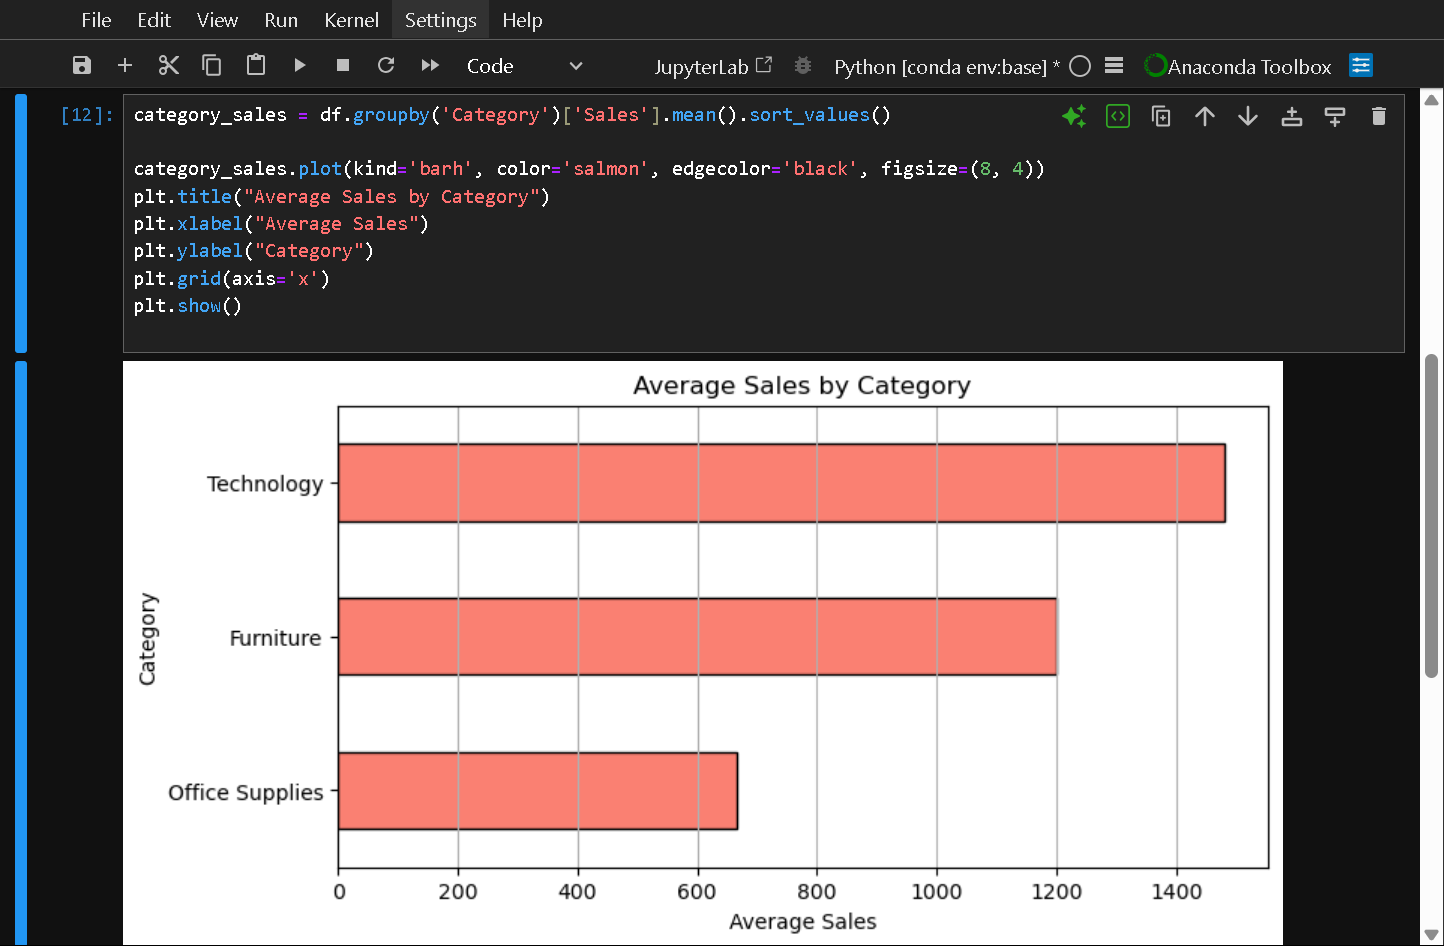 File Edit View Run Kernel Settings Help
Code JupyterLab Python [conda env:base] * Anaconda Toolbox
[12]: category_sales = df.groupby('Category')['Sales'].mean().sort_values()
category_sales.plot(kind='barh', color='salmon', edgecolor='black', figsize=(8, 4))
plt.title("Average Sales by Category")
plt.xlabel("Average Sales")
plt.ylabel("Category")
plt.grid(axis='x')
plt.show()
Average Sales by Category
Technology
Furniture
Category
Office Supplies
0 200 400 600 800 1000 1200 1400
Average Sales